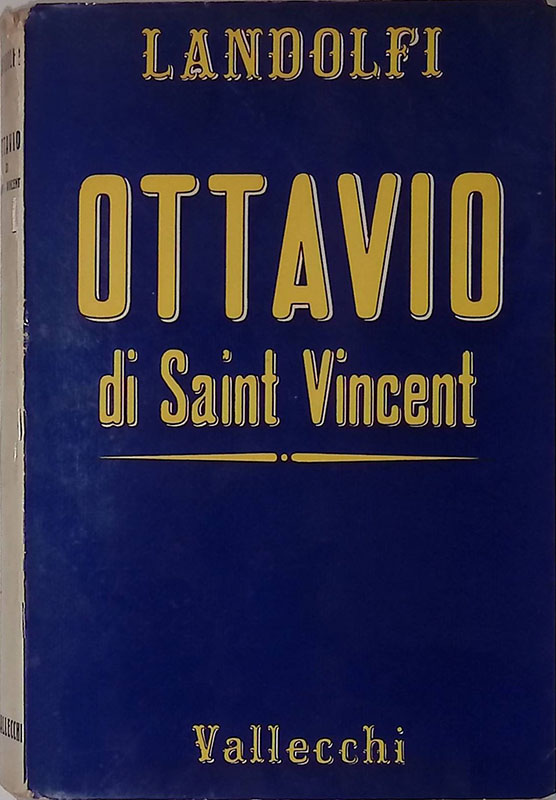 LANDOLFI
OTTAVIO
di Saint Vincent
Vallecchi